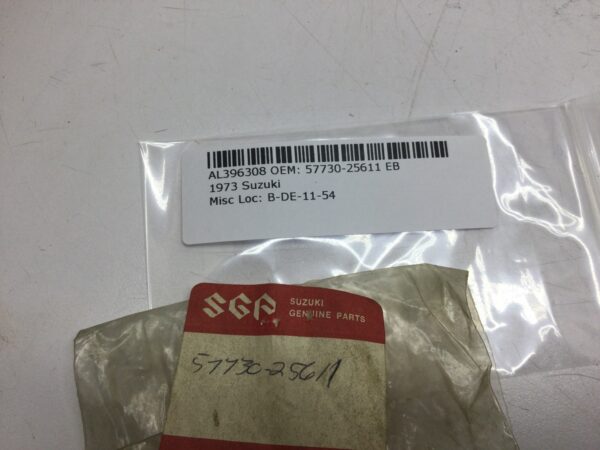 AL396308 OEM: 57730-25611 EB
1973 Suzuki
Misc Loc: B-DE-11-54
SGP SUZUKI
GENUINE PARTS
57730-25611